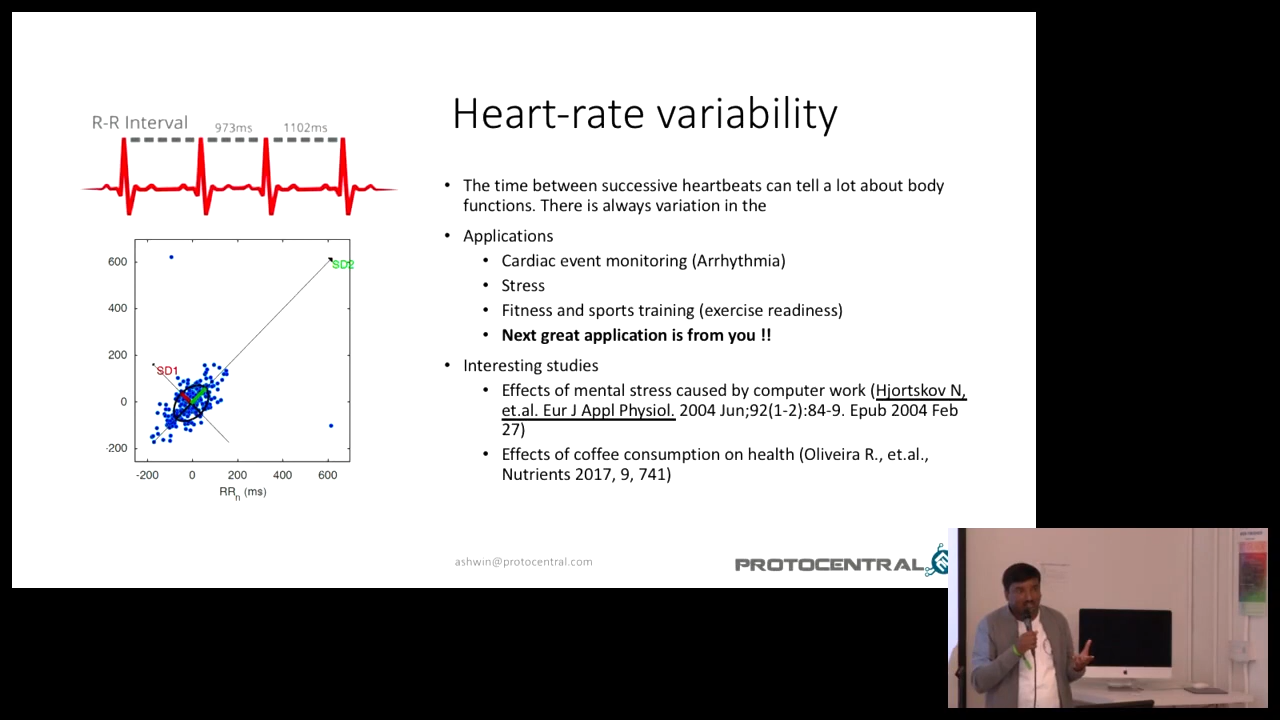 Heart-rate variability
R-R Interval
973ms
1102ms
600
400
200
0
-200
-200
0
200
400
600
SD2
SD1
RRn (ms)
• The time between successive heartbeats can tell a lot about body
functions. There is always variation in the
• Applications
• Cardiac event monitoring (Arrhythmia)
• Stress
• Fitness and sports training (exercise readiness)
• Next great application is from you !!
• Interesting studies
• Effects of mental stress caused by computer work (Hjortskov N,
et.al. Eur J Appl Physiol. 2004 Jun;92(1-2):84-9. Epub 2004 Feb
27)
• Effects of coffee consumption on health (Oliveira R., et.al.,
Nutrients 2017, 9, 741)
ashwin@protocentral.com
PROTOCENTRAL